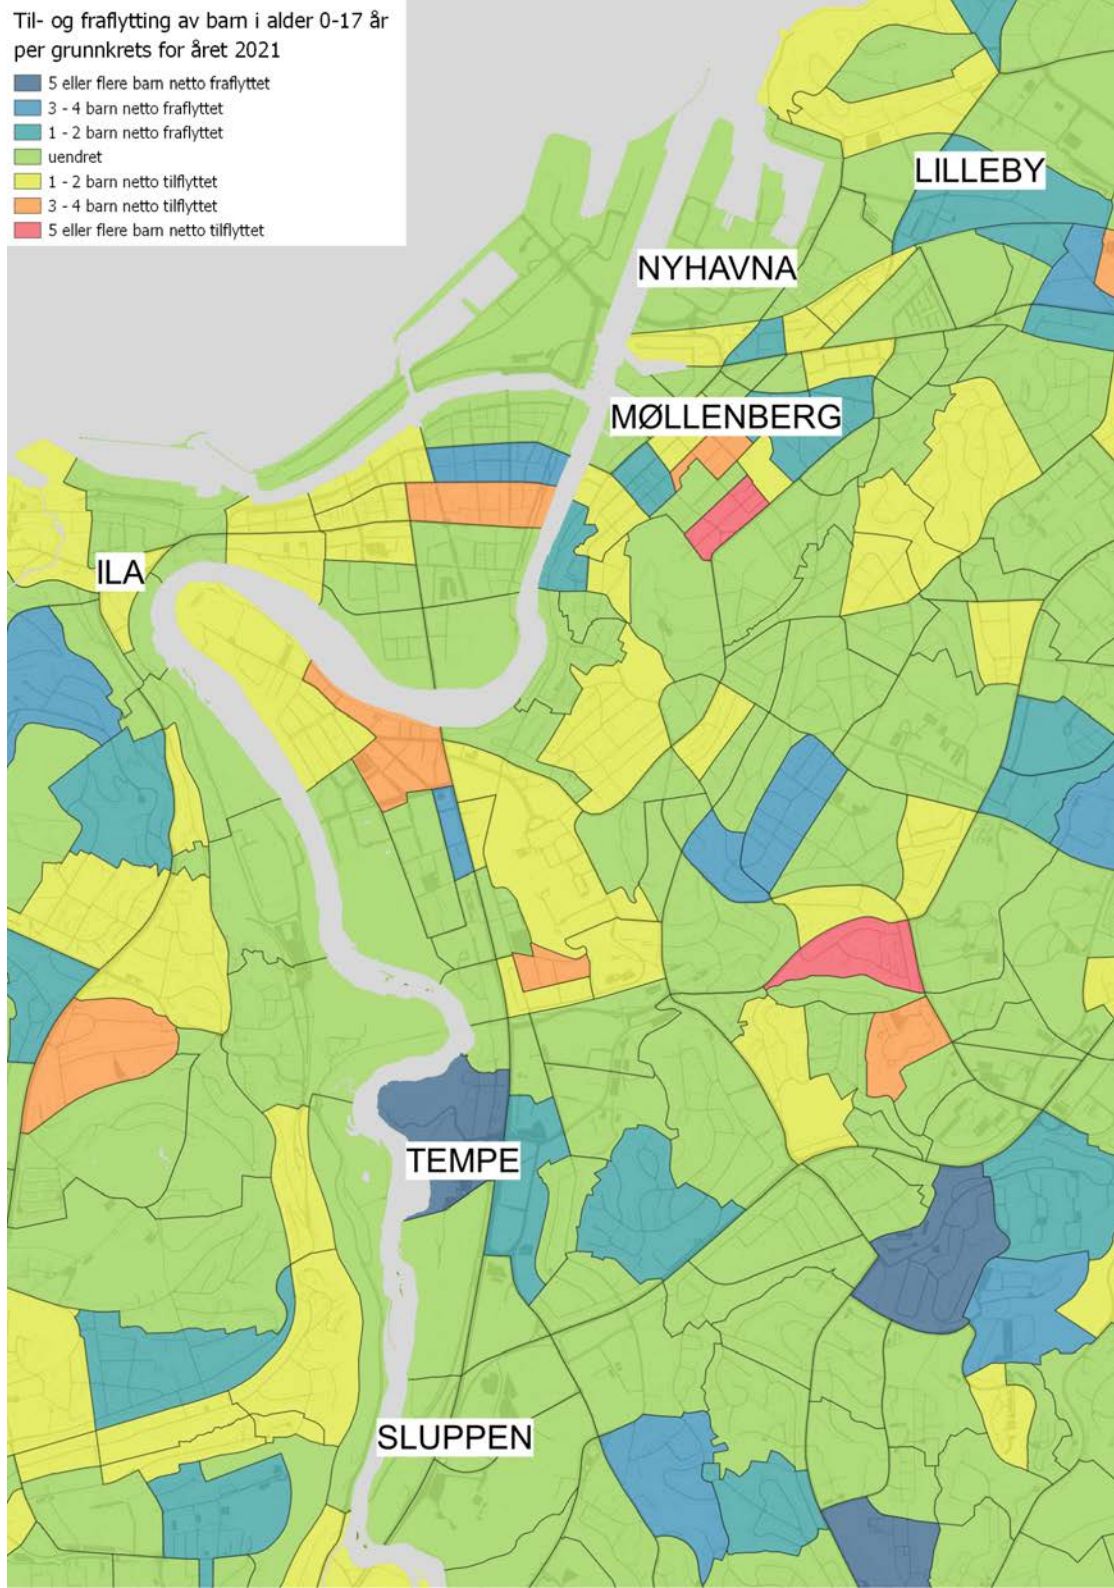 Til- og fraflytting av barn i alder 0-17 år
per grunnkrets for året 2021
5 eller flere barn netto fraflyttet
3 - 4 barn netto fraflyttet
1 - 2 barn netto fraflyttet
uendret
1 - 2 barn netto tilflyttet
3 - 4 barn netto tilflyttet
5 eller flere barn netto tilflyttet
LILLEBY
NYHAVNA
MØLLENBERG
ILA
TEMPE
SLUPPEN